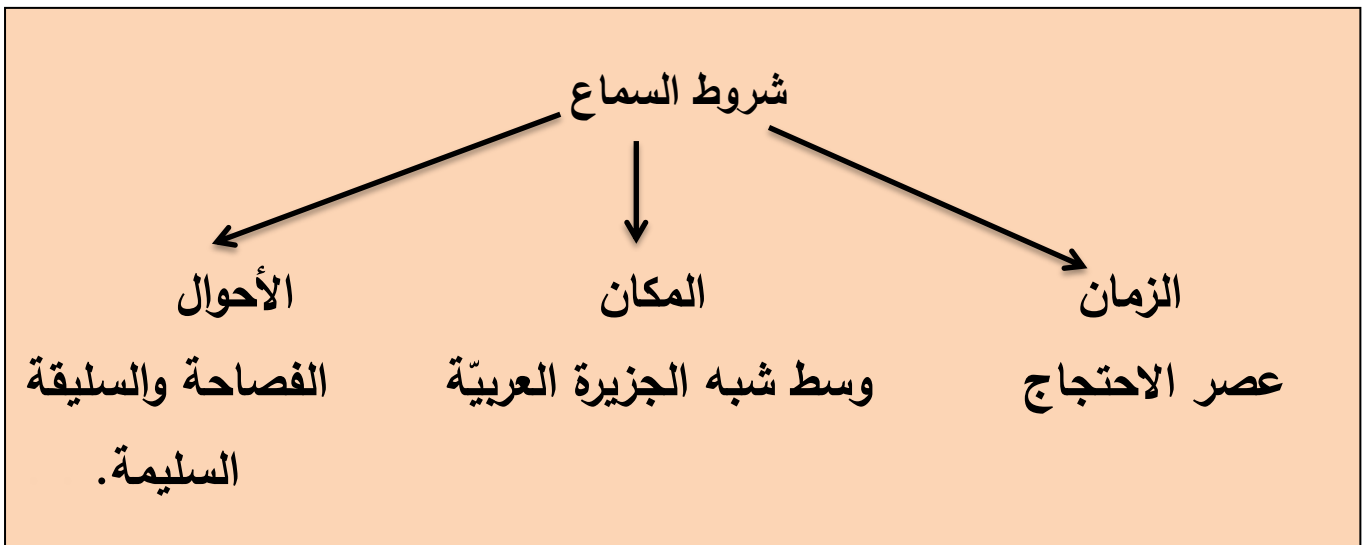 شروط السماع
الزمان
المكان
الأحوال
عصر الاحتجاج
وسط شبه الجزيرة العربيّة
الفصاحة والسليقة
السليمة.